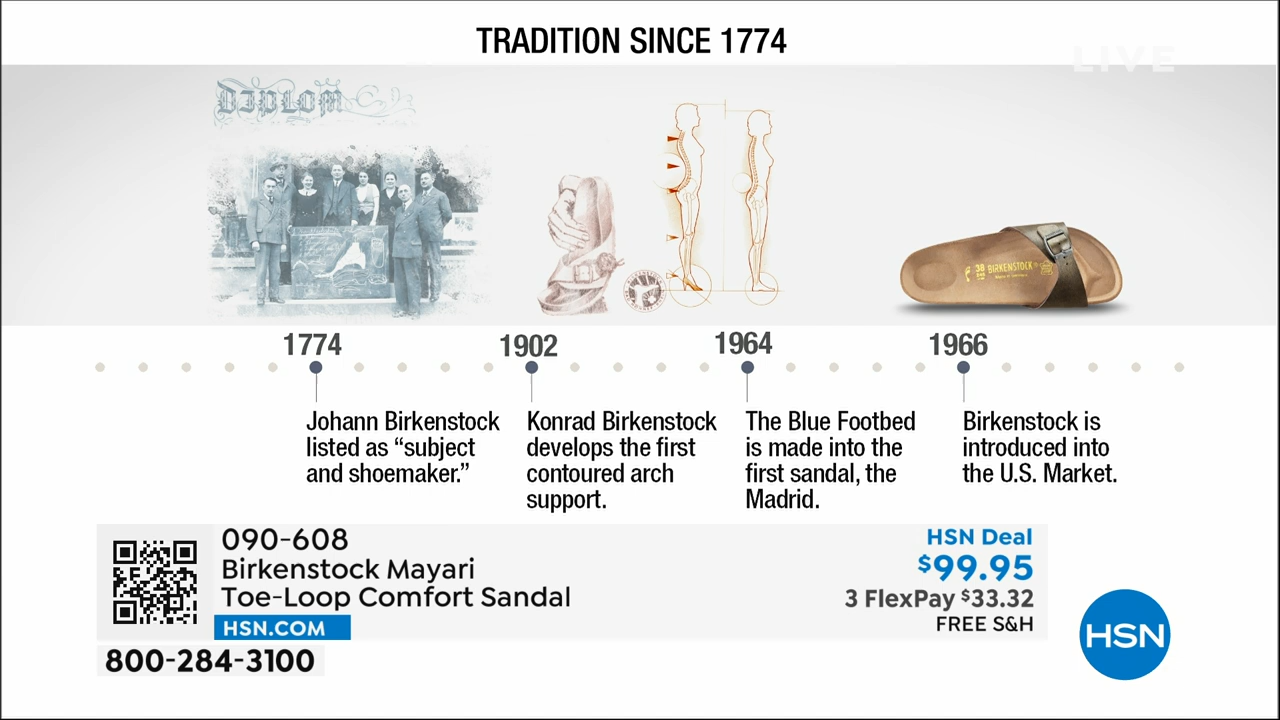 TRADITION SINCE 1774
LIVE
Diplom
38
BIRKENSTOCK
1774
1902
1964
1966
Johann Birkenstock
listed as “subject
and shoemaker.”
Konrad Birkenstock
develops the first
contoured arch
support.
The Blue Footbed
is made into the
first sandal, the
Madrid.
Birkenstock is
introduced into
the U.S. Market.
090-608
Birkenstock Mayari
Toe-Loop Comfort Sandal
HSN.COM
800-284-3100
HSN Deal
$99.95
3 FlexPay $33.32
FREE S&H
HSN